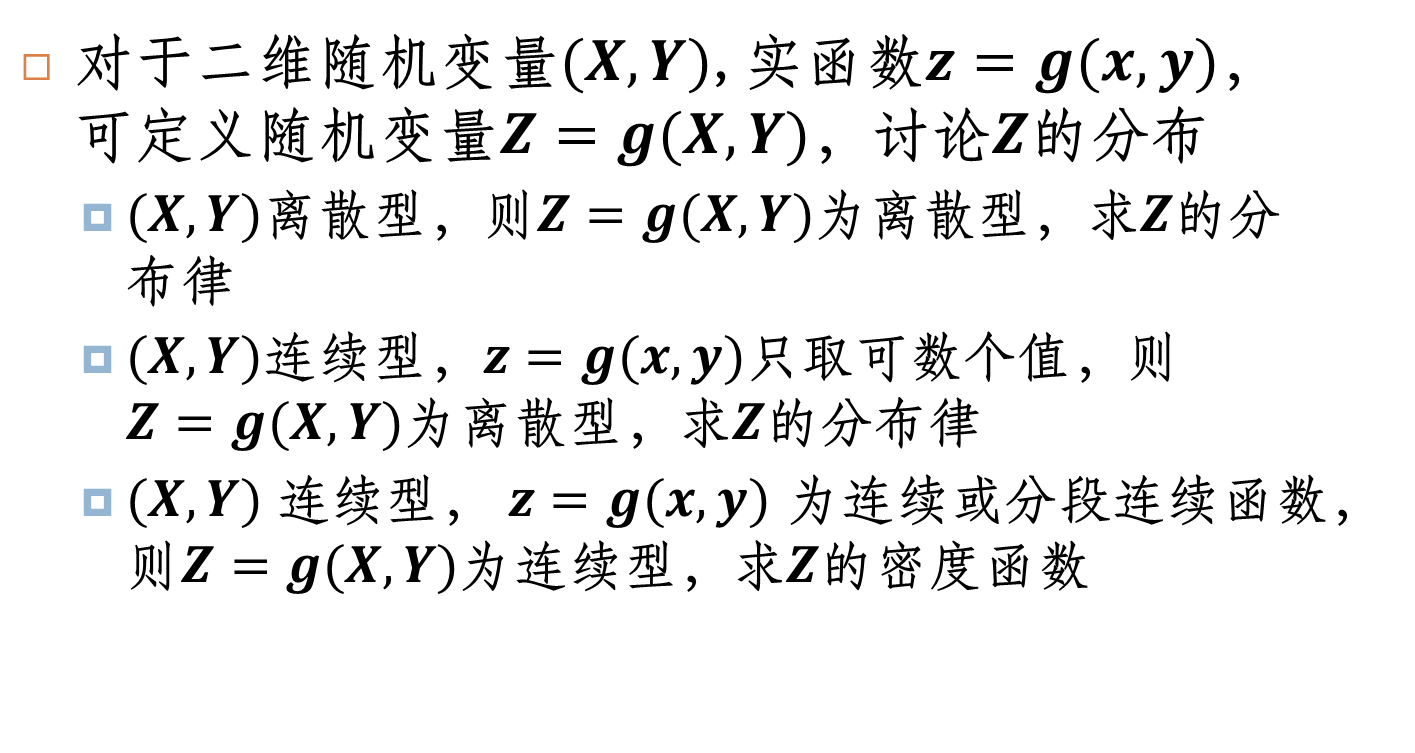 对于二维随机变量(X,Y), 实函数z = g(x,y)，
可定义随机变量Z = g(X,Y)，讨论Z的分布
(X,Y)离散型，则Z = g(X,Y)为离散型，求Z的分
布律
(X,Y)连续型，z = g(x,y)只取可数个值，则
Z = g(X,Y)为离散型，求Z的分布律
(X,Y) 连续型，z = g(x,y) 为连续或分段连续函数，
则Z = g(X,Y)为连续型，求Z的密度函数